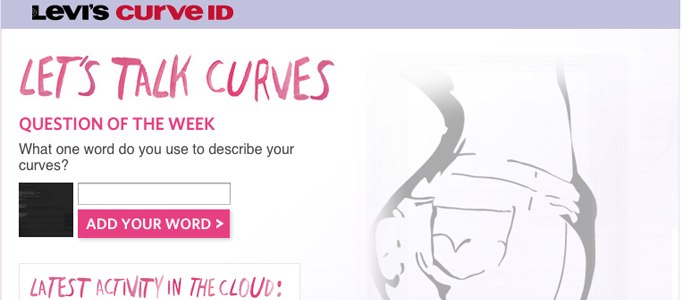 LEVI'S CURVE ID
LET'S TALK CURVES
QUESTION OF THE WEEK
What one word do you use to describe your
curves?
ADD YOUR WORD >
LATEST ACTIVITY IN THE CLOUD: